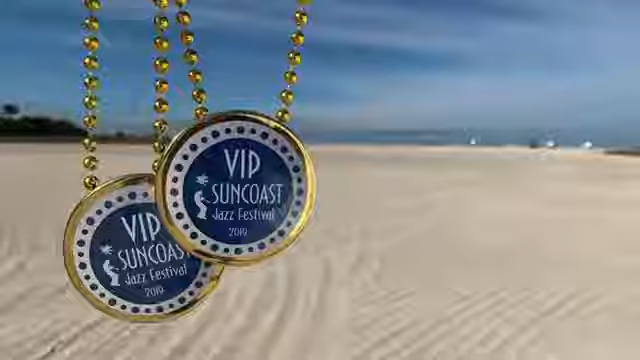 VIP
SUNCOAST
Jazz Festival
2019
VIP
SUNCOAST
Jazz Festival
2019